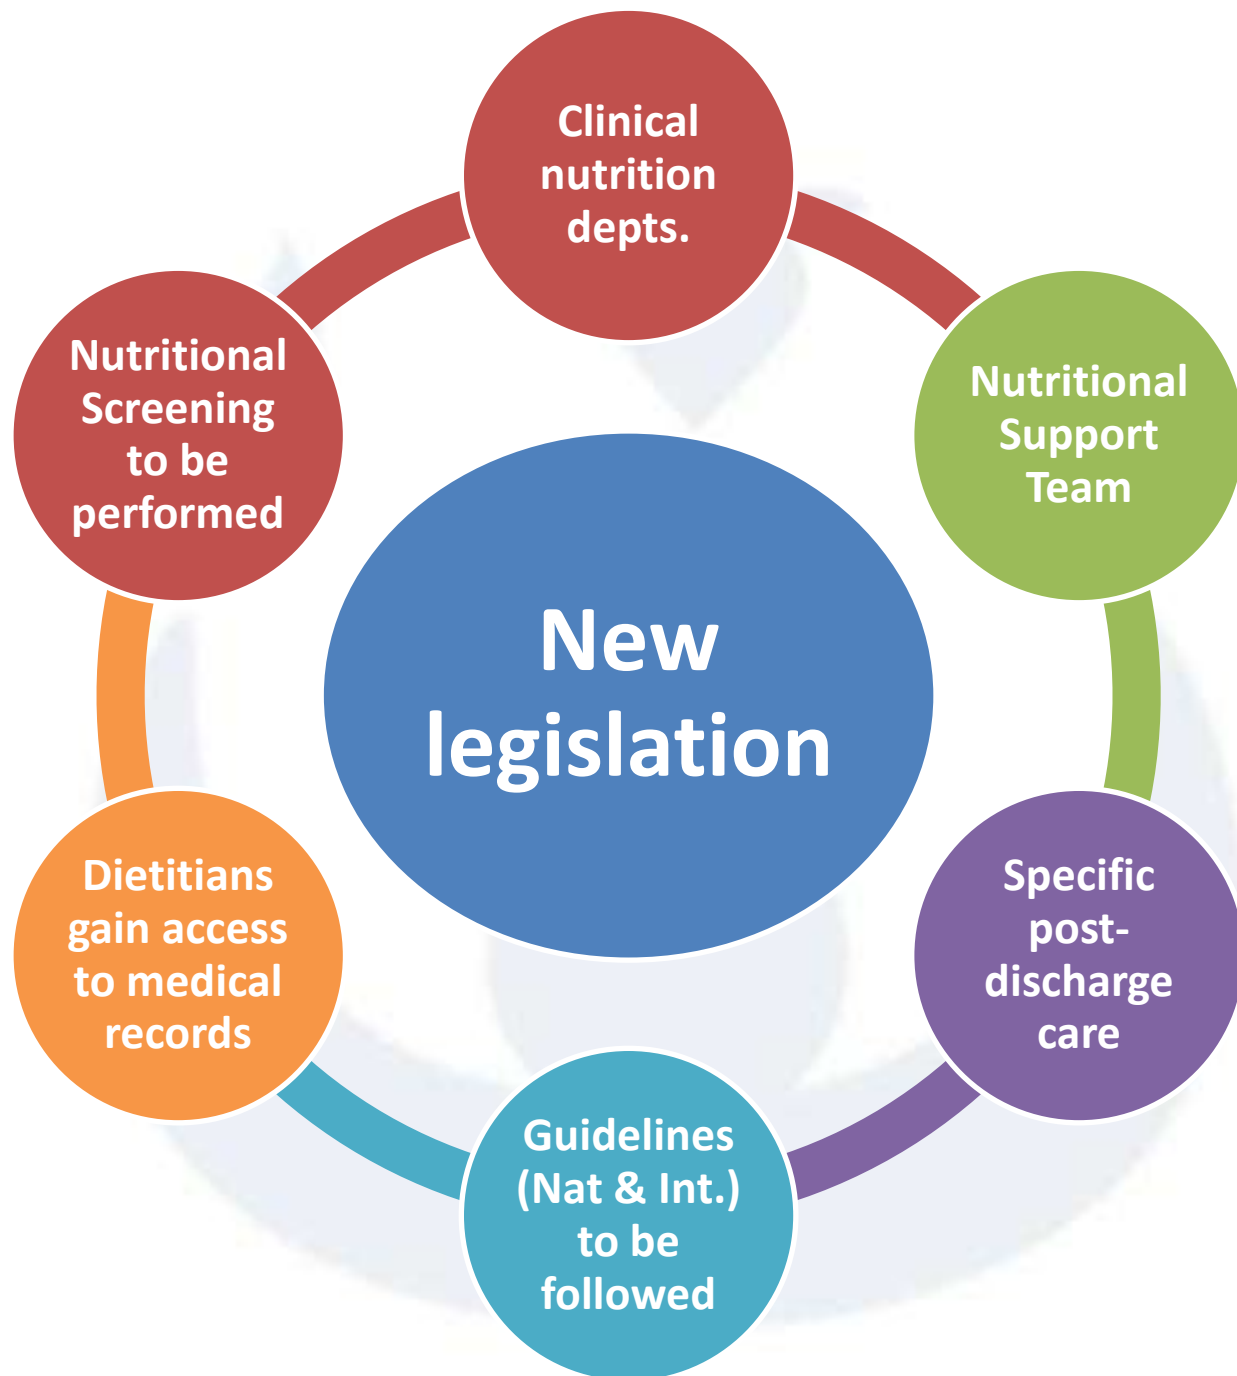 Clinical
nutrition
depts.
Nutritional
Support
Team
Specific
post-
discharge
care
Guidelines
(Nat & Int.)
to be
followed
Dietitians
gain access
to medical
records
Nutritional
Screening
to be
performed
New
legislation